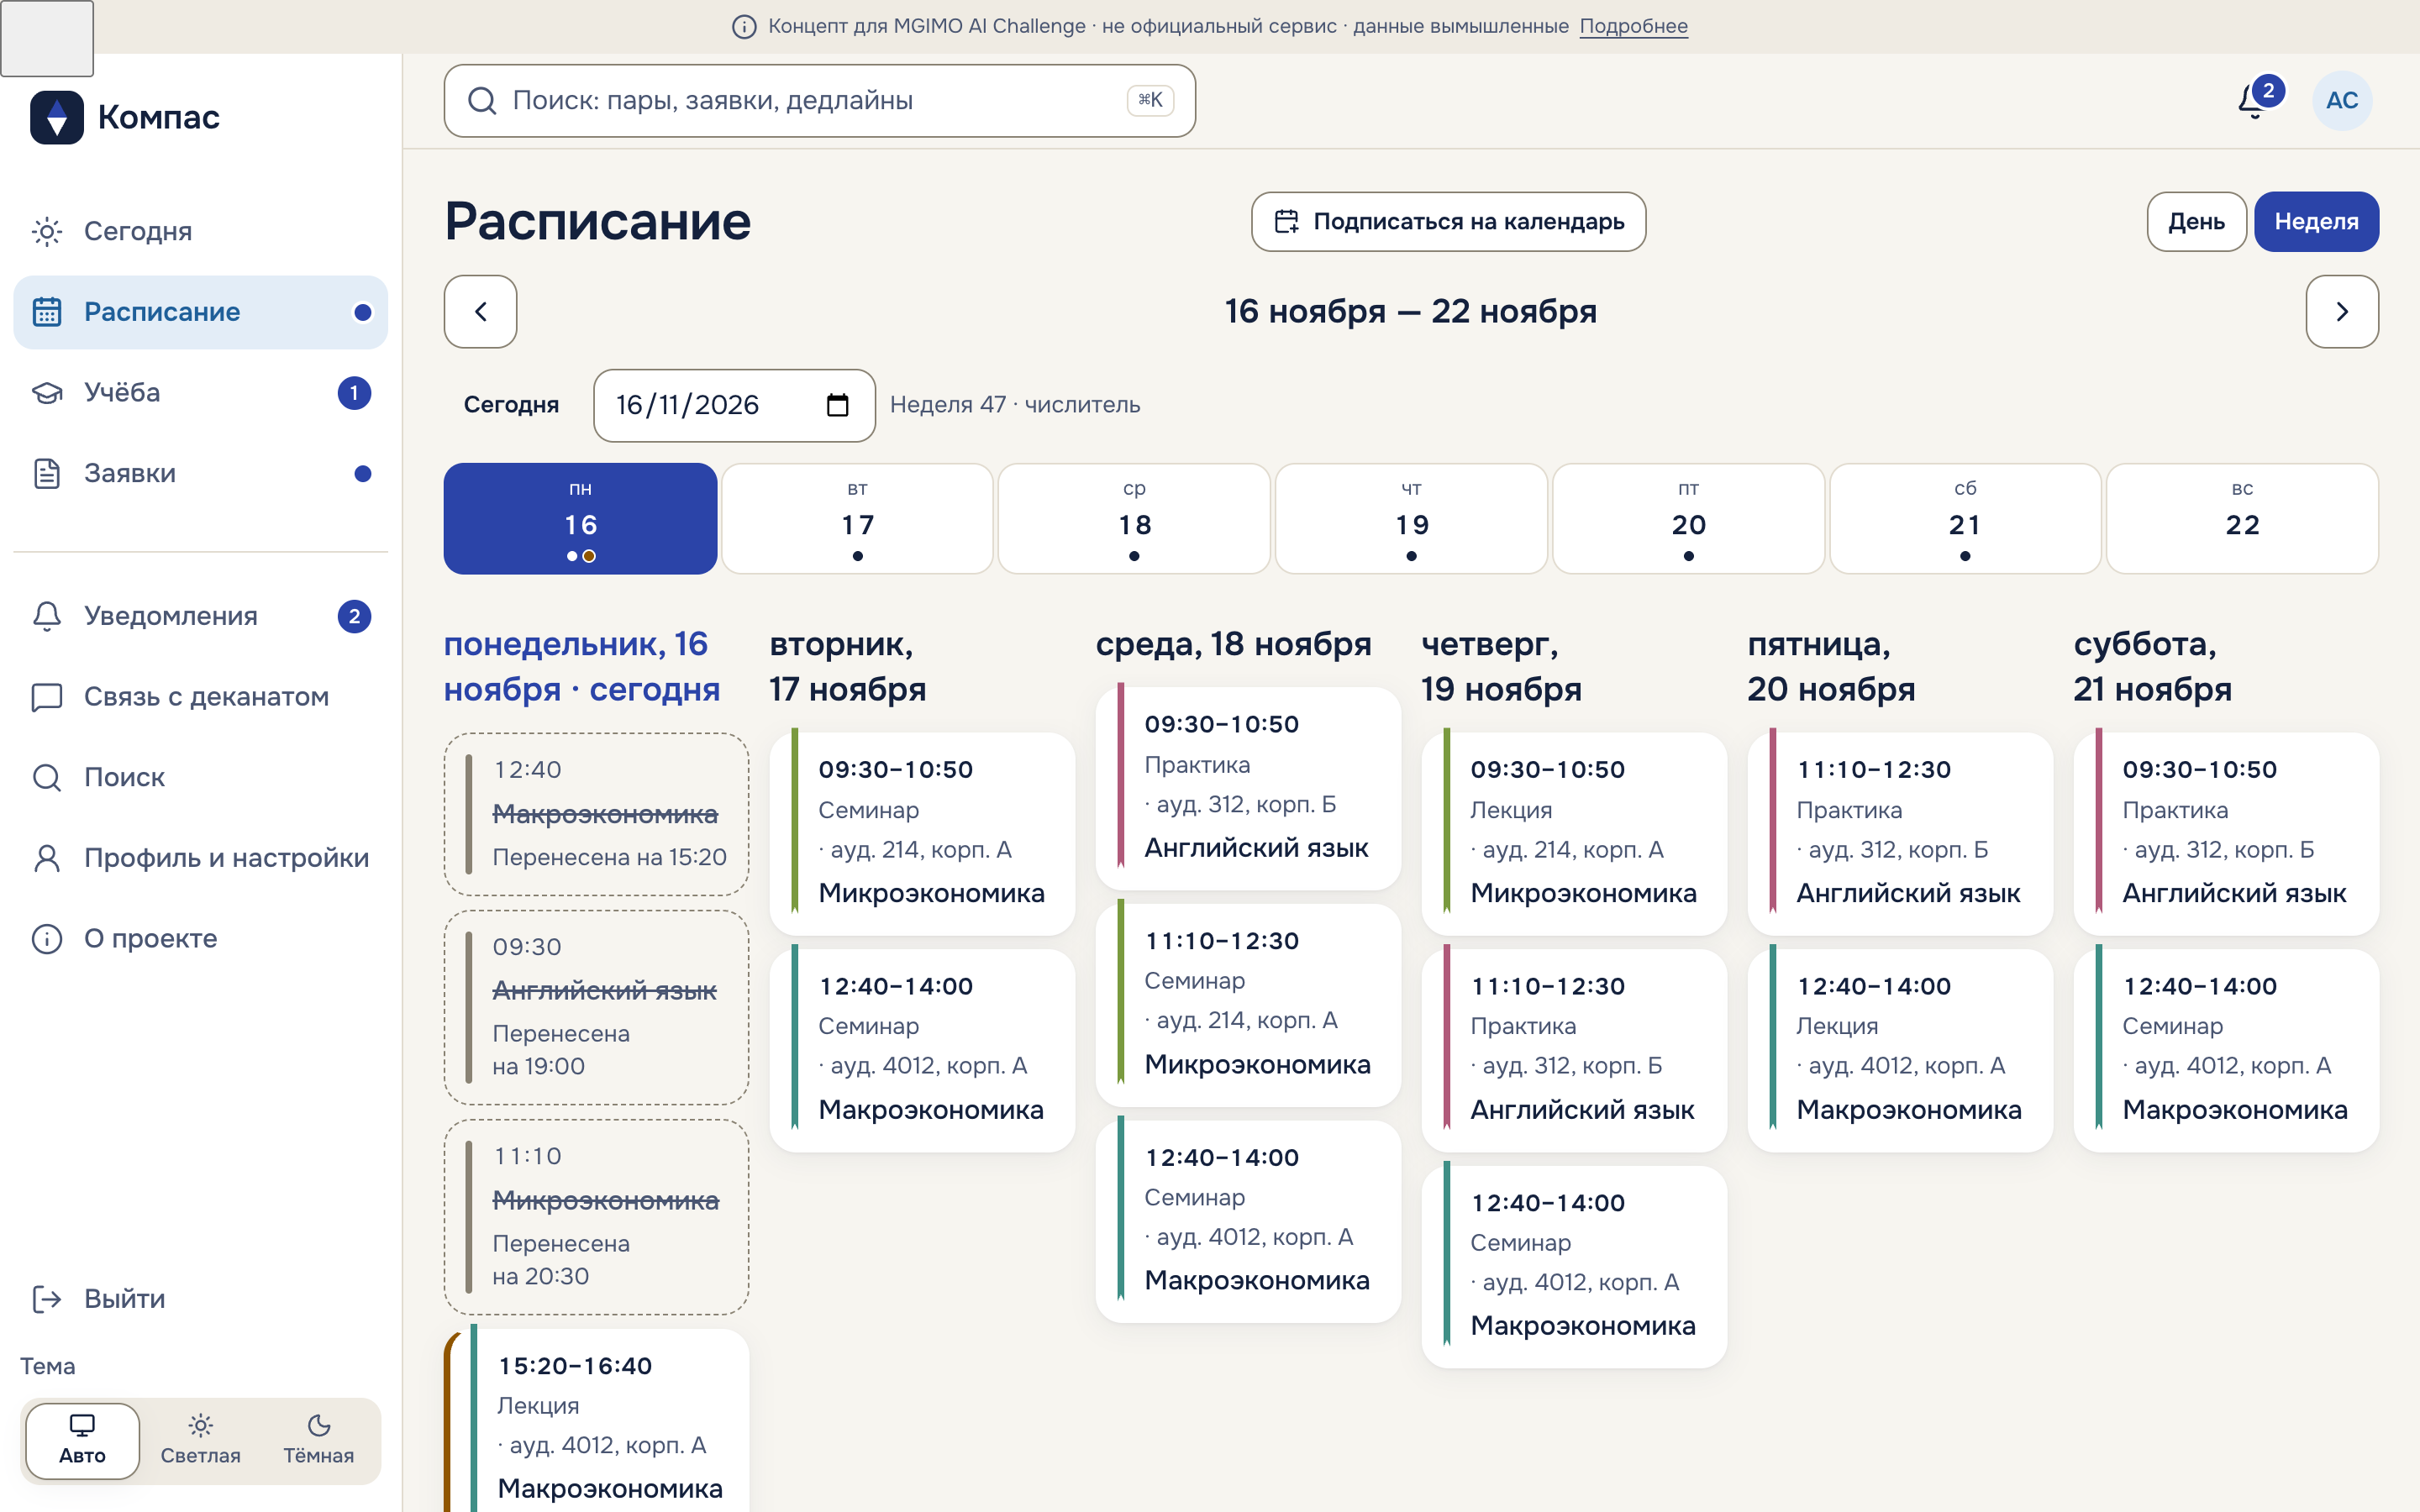 Концепт для MGIMO AI Challenge · не официальный сервис · данные вымышленные Подробнее
Компас
Сегодня
Расписание
Учёба 1
Заявки
Уведомления 2
Связь с деканатом
Поиск
Профиль и настройки
О проекте
Выйти
Тема
Авто Светлая Тёмная
Поиск: пары, заявки, дедлайны ⌘K
2
АС
Расписание
Подписаться на календарь
День Неделя
16 ноября — 22 ноября
Сегодня 16/11/2026 Неделя 47 · числитель
пн
16
вт
17
ср
18
чт
19
пт
20
сб
21
вс
22
понедельник, 16
ноября · сегодня
12:40
Макроэкономика
Перенесена на 15:20
09:30
Английский язык
Перенесена
на 19:00
11:10
Микроэкономика
Перенесена
на 20:30
15:20–16:40
Лекция
· ауд. 4012, корп. А
Макроэкономика
вторник,
17 ноября
09:30–10:50
Семинар
· ауд. 214, корп. А
Микроэкономика
12:40–14:00
Семинар
· ауд. 4012, корп. А
Макроэкономика
среда, 18 ноября
09:30–10:50
Практика
· ауд. 312, корп. Б
Английский язык
11:10–12:30
Семинар
· ауд. 214, корп. А
Микроэкономика
12:40–14:00
Семинар
· ауд. 4012, корп. А
Макроэкономика
четверг,
19 ноября
09:30–10:50
Лекция
· ауд. 214, корп. А
Микроэкономика
11:10–12:30
Практика
· ауд. 312, корп. Б
Английский язык
12:40–14:00
Семинар
· ауд. 4012, корп. А
Макроэкономика
пятница,
20 ноября
11:10–12:30
Практика
· ауд. 312, корп. Б
Английский язык
12:40–14:00
Лекция
· ауд. 4012, корп. А
Макроэкономика
суббота,
21 ноября
09:30–10:50
Практика
· ауд. 312, корп. Б
Английский язык
12:40–14:00
Семинар
· ауд. 4012, корп. А
Макроэкономика